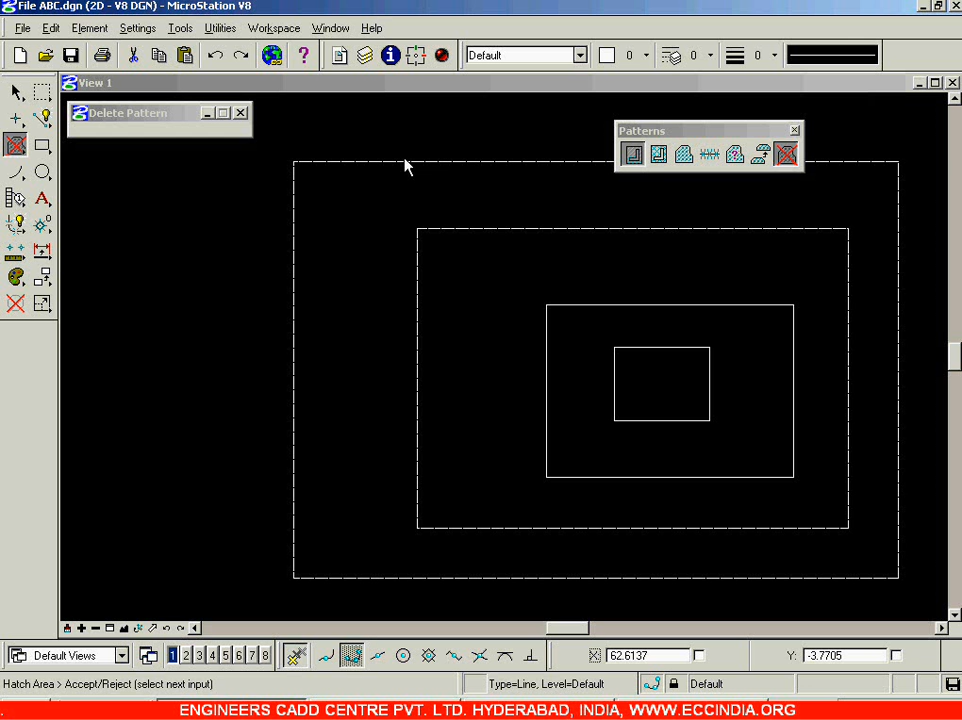 File ABC.dgn (2D - V8 DGN) - MicroStation V8
File Edit Element Settings Tools Utilities Workspace Window Help
Default 0 0 0
View 1
Delete Pattern
Patterns
Default Views 1 2 3 4 5 6 7 8 62.6137 Y: -3.7705
Hatch Area > Accept/Reject (select next input) Type=Line, Level=Default Default
ENGINEERS CADD CENTRE PVT. LTD. HYDERABAD, INDIA, WWW.ECCINDIA.ORG